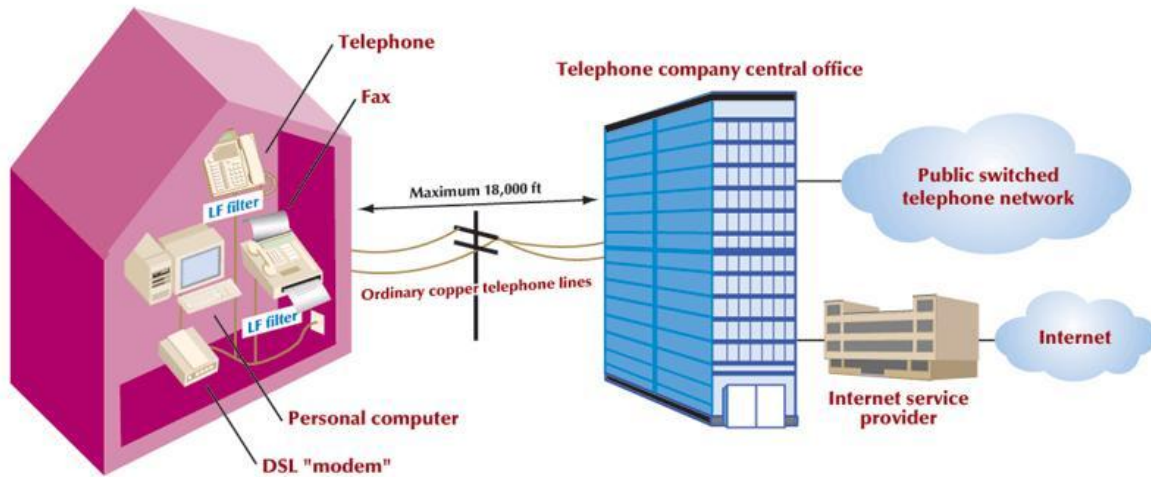 Telephone
Fax
LF filter
LF filter
Personal computer
DSL "modem"
Maximum 18,000 ft
Ordinary copper telephone lines
Telephone company central office
Public switched
telephone network
Internet service
provider
Internet